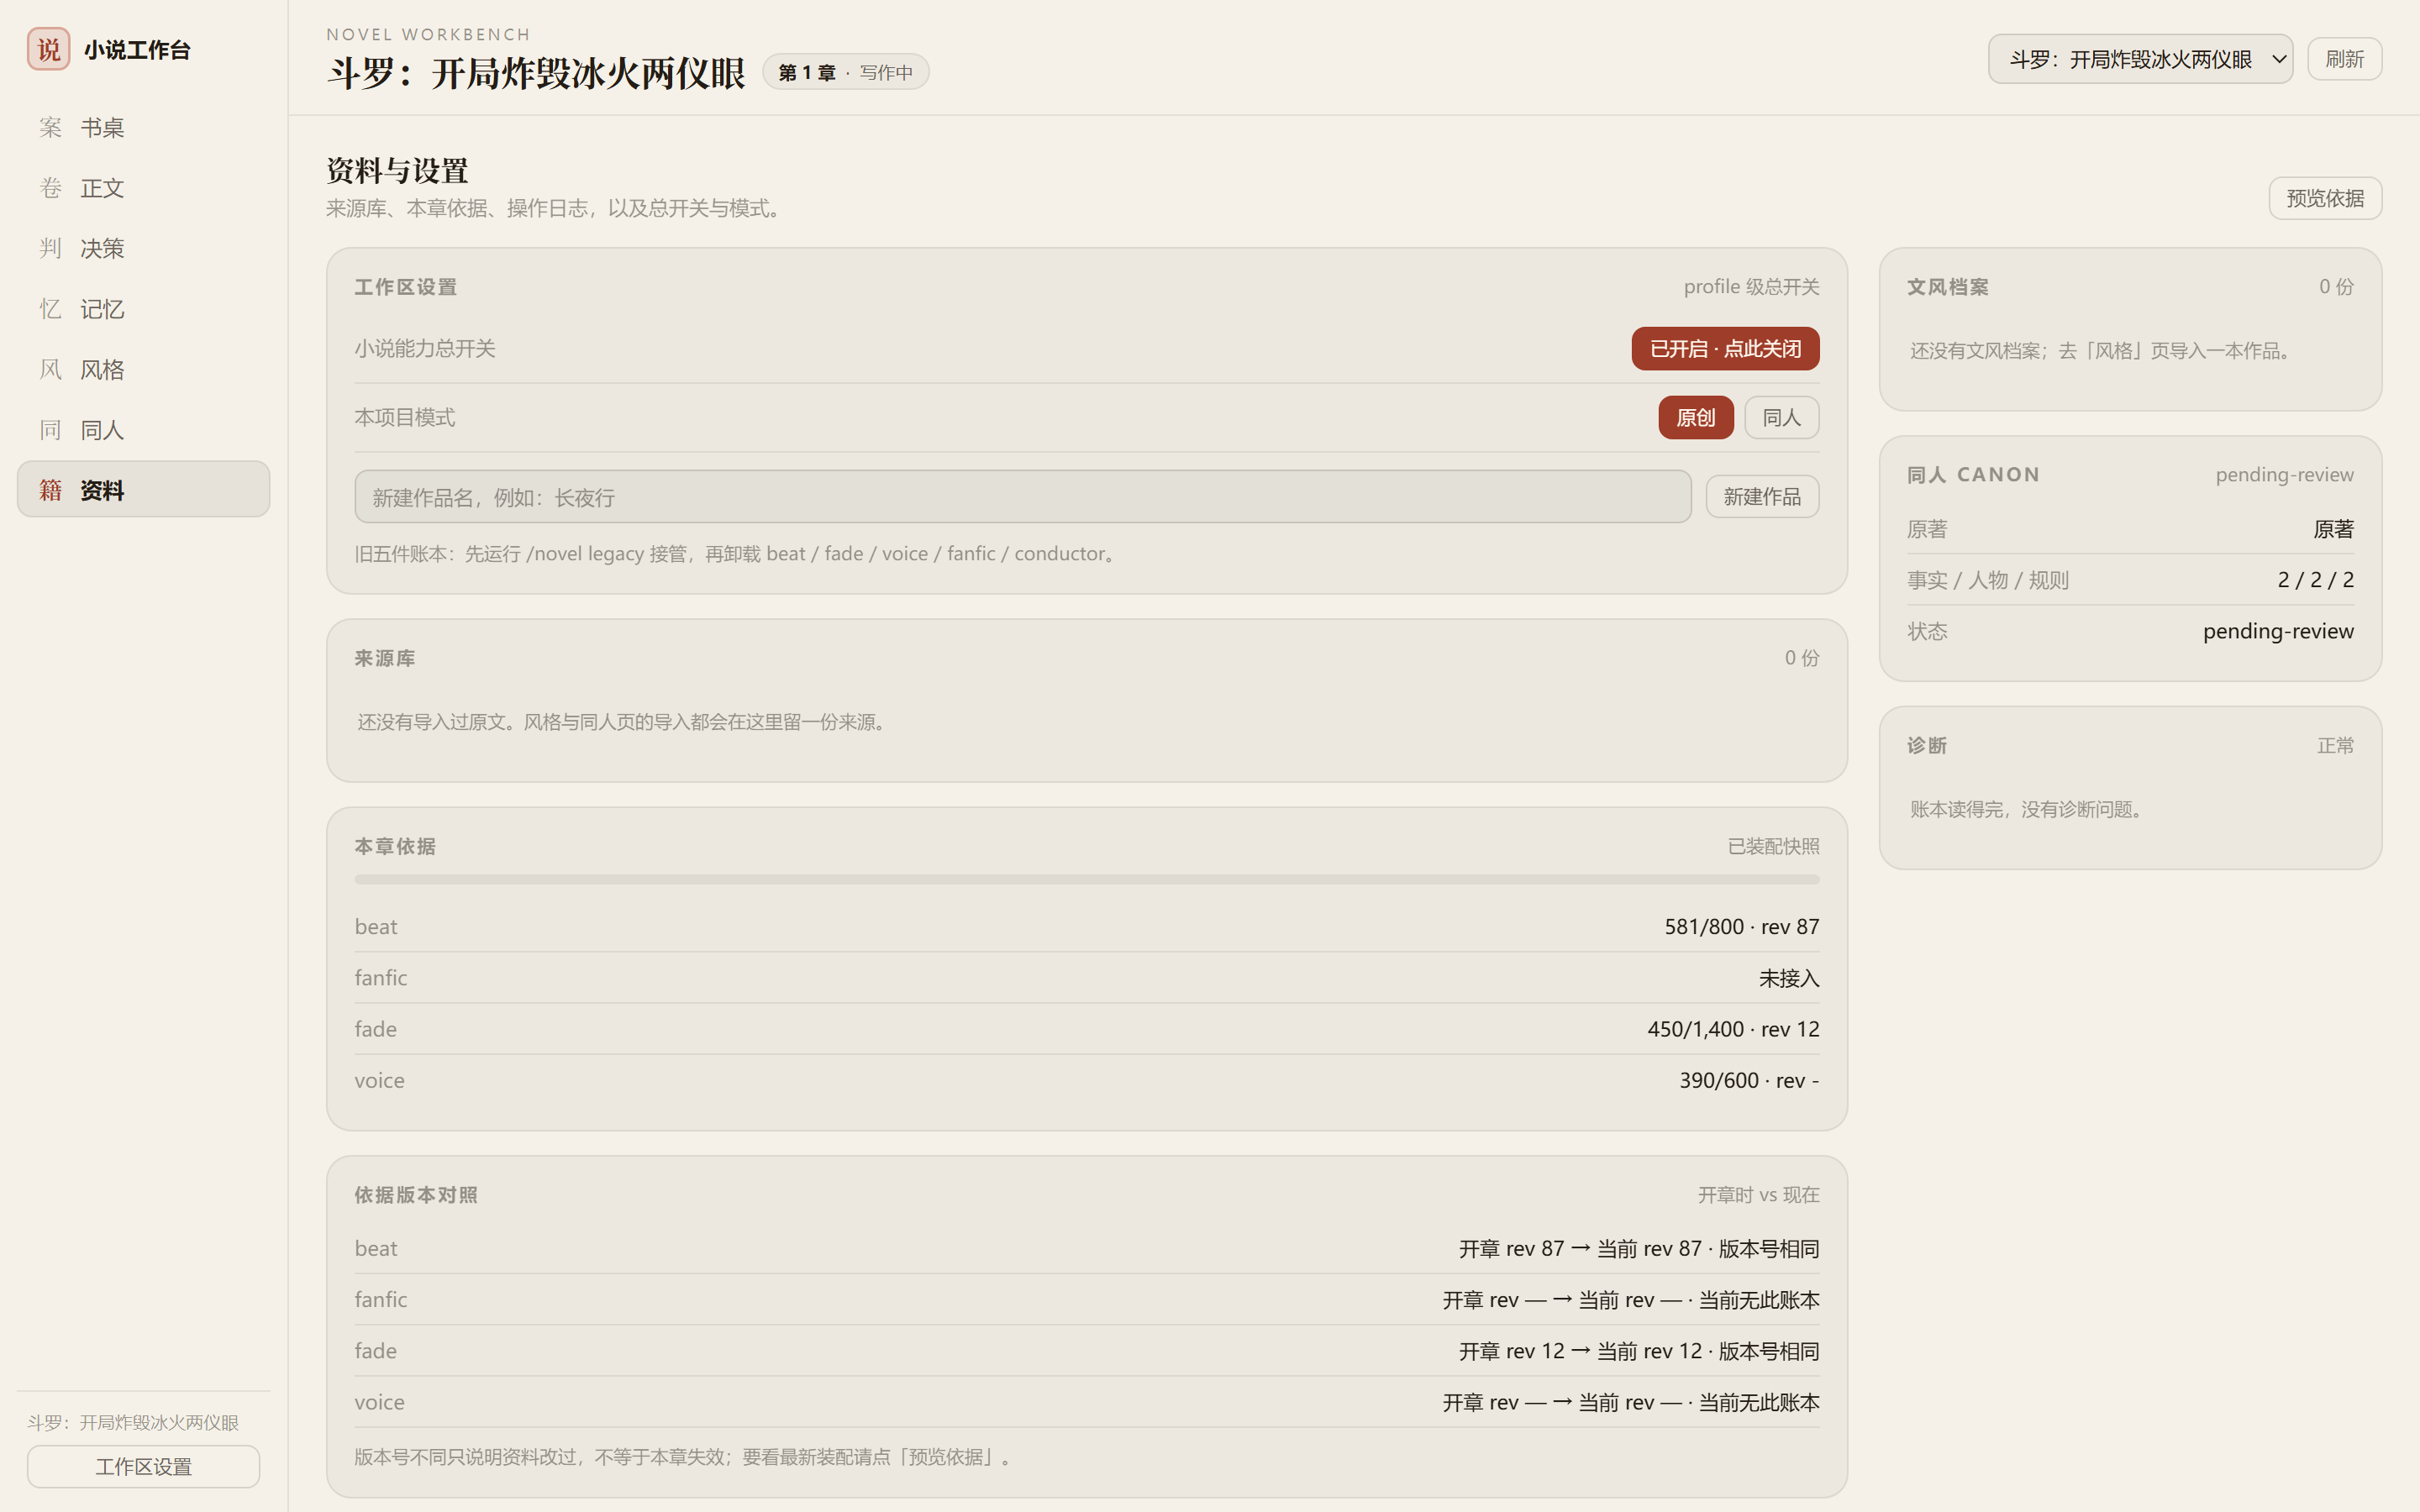 说 小说工作台
案 书桌
卷 正文
判 决策
忆 记忆
风 风格
同 同人
籍 资料
斗罗：开局炸毁冰火两仪眼
工作区设置
NOVEL WORKBENCH
斗罗：开局炸毁冰火两仪眼 第 1 章 · 写作中
斗罗：开局炸毁冰火两仪眼 刷新
资料与设置
来源库、本章依据、操作日志，以及总开关与模式。
预览依据
工作区设置 profile 级总开关
小说能力总开关 已开启 · 点此关闭
本项目模式 原创 同人
新建作品名，例如：长夜行 新建作品
旧五件账本：先运行 /novel legacy 接管，再卸载 beat / fade / voice / fanfic / conductor。
来源库 0 份
还没有导入过原文。风格与同人页的导入都会在这里留一份来源。
本章依据 已装配快照
beat 581/800 · rev 87
fanfic 未接入
fade 450/1,400 · rev 12
voice 390/600 · rev -
依据版本对照 开章时 vs 现在
beat 开章 rev 87 → 当前 rev 87 · 版本号相同
fanfic 开章 rev — → 当前 rev — · 当前无此账本
fade 开章 rev 12 → 当前 rev 12 · 版本号相同
voice 开章 rev — → 当前 rev — · 当前无此账本
版本号不同只说明资料改过，不等于本章失效；要看最新装配请点「预览依据」。
文风档案 0 份
还没有文风档案；去「风格」页导入一本作品。
同人 CANON pending-review
原著 原著
事实 / 人物 / 规则 2 / 2 / 2
状态 pending-review
诊断 正常
账本读得完，没有诊断问题。